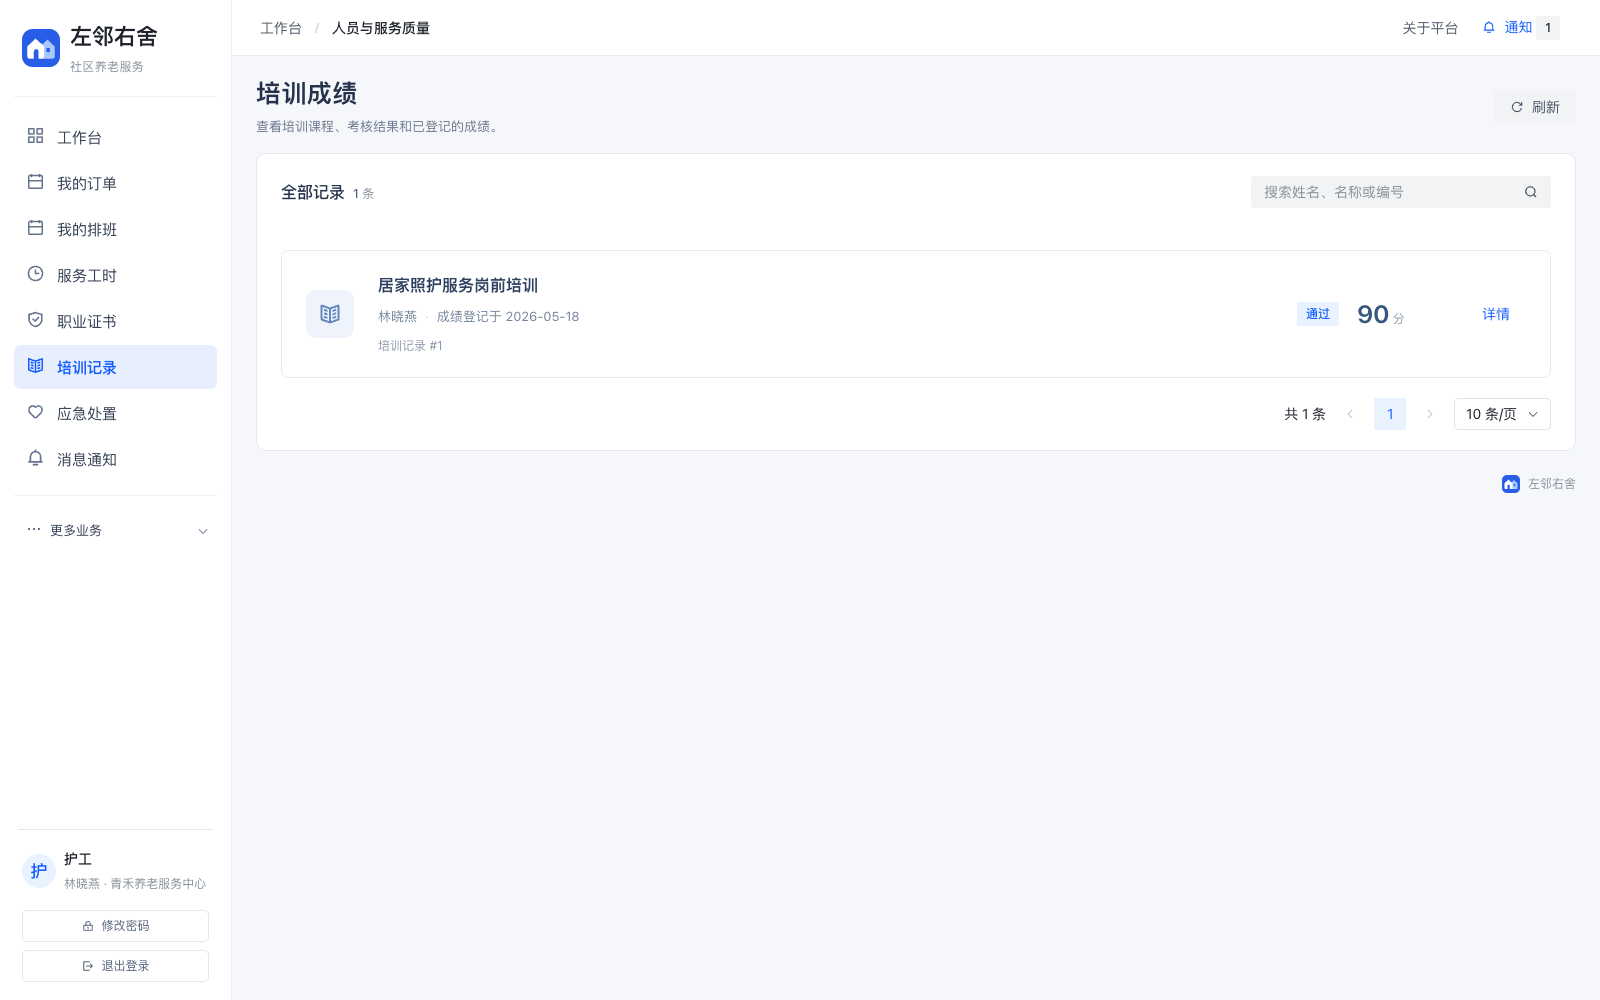 左邻右舍
社区养老服务
工作台
我的订单
我的排班
服务工时
职业证书
培训记录
应急处置
消息通知
更多业务
护
护工
林晓燕 · 青禾养老服务中心
修改密码
退出登录
工作台 / 人员与服务质量
关于平台 通知 1
培训成绩
查看培训课程、考核结果和已登记的成绩。
刷新
全部记录 1 条
搜索姓名、名称或编号
居家照护服务岗前培训
林晓燕 · 成绩登记于 2026-05-18
培训记录 #1
通过 90 分 详情
共 1 条 1 10 条/页
左邻右舍